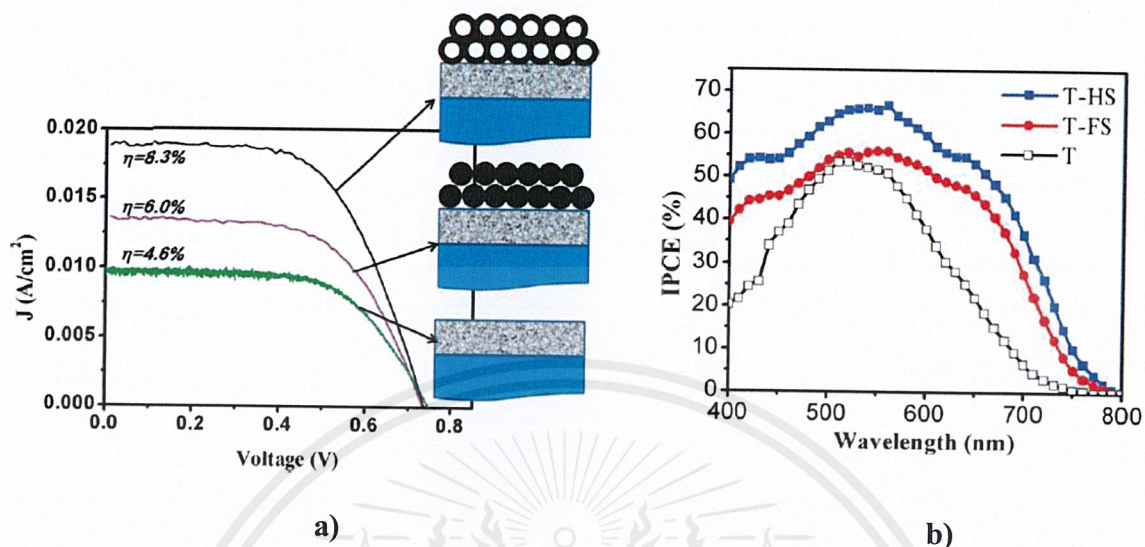 0.020
0.015
0.010
0.005
0.000
J (A/cm²)
η=8.3%
η=6.0%
η=4.6%
0.0 0.2 0.4 0.6 0.8
Voltage (V)
a)
70
60
50
40
30
20
10
0
IPCE (%)
T-HS
T-FS
T
400 500 600 700 800
Wavelength (nm)
b)